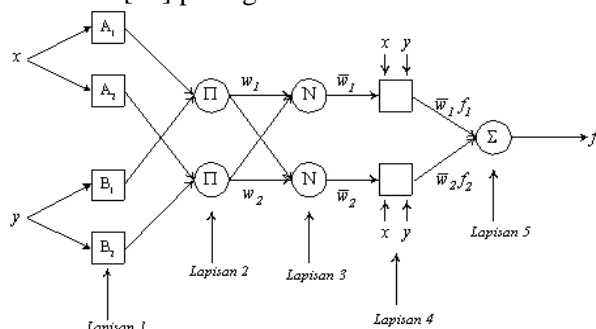 x
y
A₁
A₂
B₁
B₂
Π
Π
w₁
w₂
N
N
w̅₁
w̅₂
x y
x y
w̅₁f₁
w̅₂f₂
Σ
f
Lapisan 1
Lapisan 2
Lapisan 3
Lapisan 4
Lapisan 5